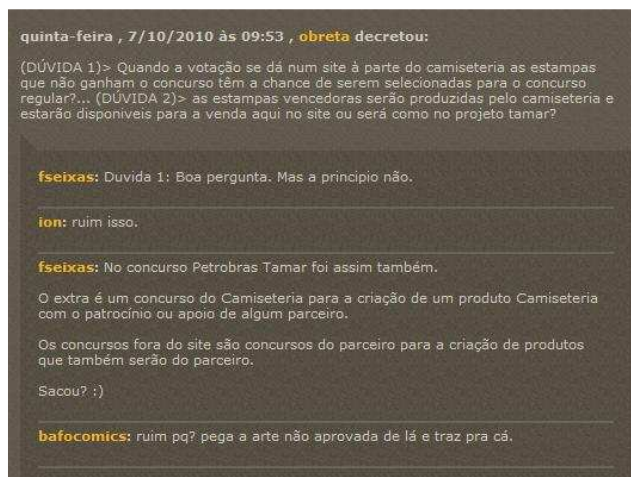 quinta-feira , 7/10/2010 às 09:53 , obreta decretou:
(DÚVIDA 1)> Quando a votação se dá num site à parte do camiseteria as estampas
que não ganham o concurso têm a chance de serem selecionadas para o concurso
regular?... (DÚVIDA 2)> as estampas vencedoras serão produzidas pelo camiseteria e
estarão disponiveis para a venda aqui no site ou será como no projeto tamar?
fseixas: Duvida 1: Boa pergunta. Mas a principio não.
ion: ruim isso.
fseixas: No concurso Petrobras Tamar foi assim também.
O extra é um concurso do Camiseteria para a criação de um produto Camiseteria
com o patrocínio ou apoio de algum parceiro.
Os concursos fora do site são concursos do parceiro para a criação de produtos
que também serão do parceiro.
Sacou? :)
bafocomics: ruim pq? pega a arte não aprovada de lá e traz pra cá.